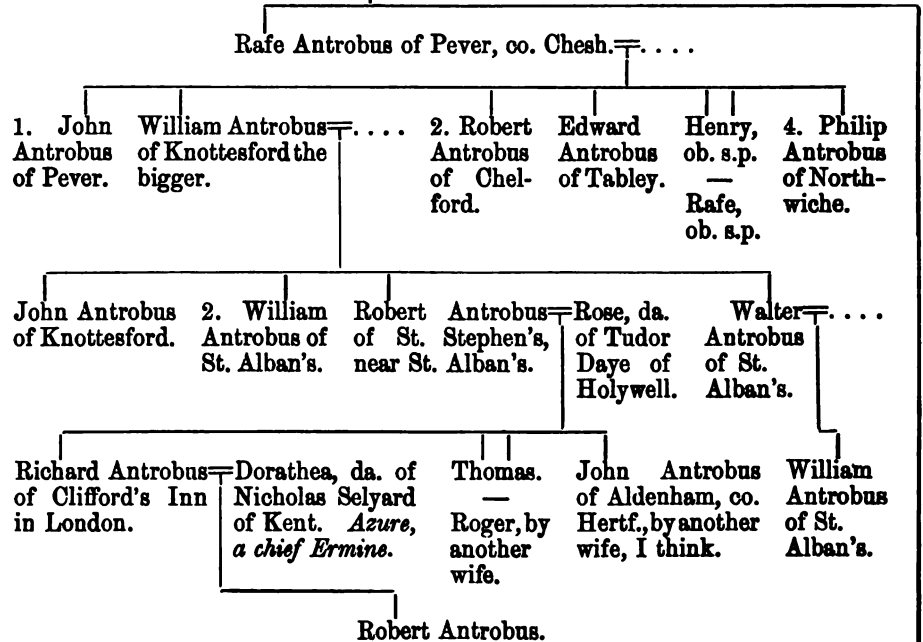 Rafe Antrobus of Pever, co. Chesh.=....
1. John
Antrobus
of Pever.
William Antrobus=....
of Knottesford the
bigger.
2. Robert
Antrobus
of Chel-
ford.
Edward
Antrobus
of Tabley.
Henry,
ob. s.p.
—
Rafe,
ob. s.p.
4. Philip
Antrobus
of North-
wiche.
John Antrobus
of Knottesford.
2. William
Antrobus of
St. Alban's.
Robert Antrobus=
of St. Stephen's,
near St. Alban's.
Rose, da.
of Tudor
Daye of
Holywell.
Walter=....
Antrobus
of St.
Alban's.
Richard Antrobus=
of Clifford's Inn
in London.
Dorathea, da. of
Nicholas Selyard
of Kent. Azure,
a chief Ermine.
Thomas.
—
Roger, by
another
wife.
John Antrobus
of Aldenham, co.
Hertf., by another
wife, I think.
William
Antrobus
of St.
Alban's.
Robert Antrobus.